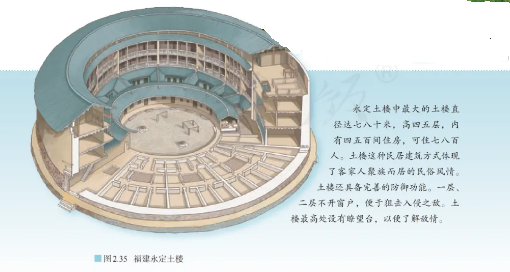 永定土楼中最大的土楼直
径达七八十米，高四五层，内
有四五百间住房，可住七八百
人。土楼这种民居建筑方式体现
了客家人聚族而居的民俗风情。
土楼还具备完善的防御功能。一层、
二层不开窗户，便于狙击入侵之敌。土
楼最高处设有瞭望台，以便了解敌情。
图2.35 福建永定土楼